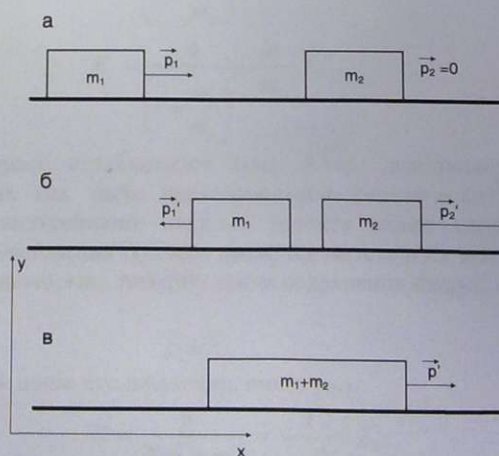 а
m₁ p₁ m₂ p₂=0
б
p₁' m₁ m₂ p₂'
y
в
m₁+m₂ p'
x